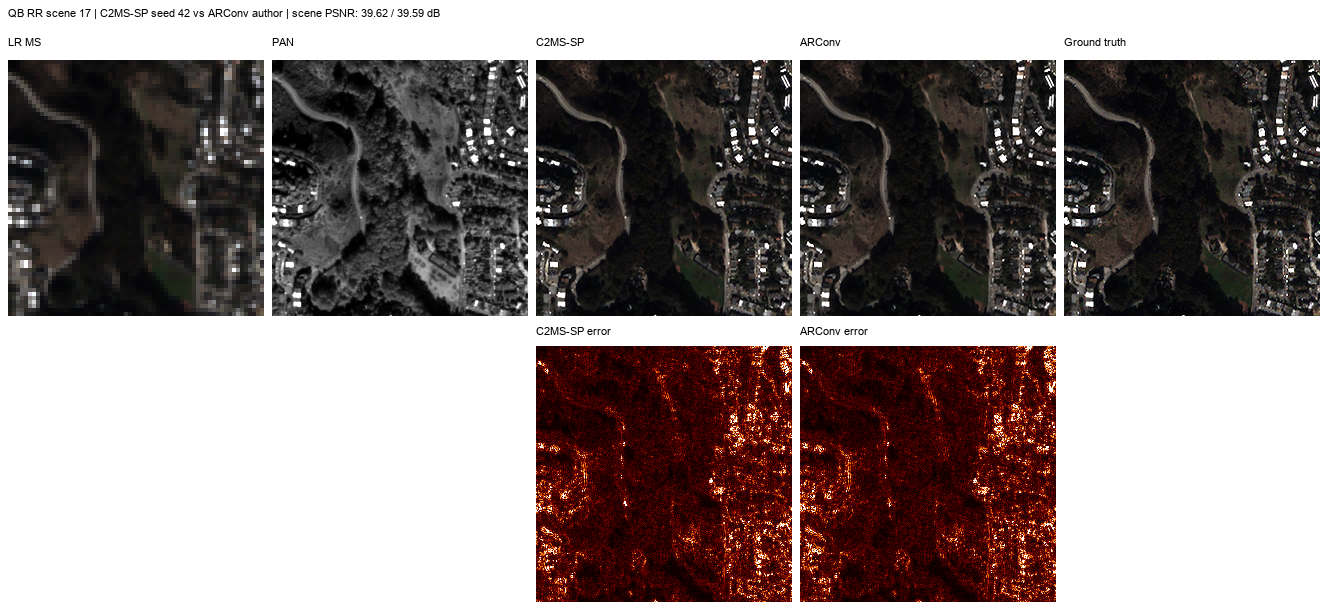 QB RR scene 17 | C2MS-SP seed 42 vs ARConv author | scene PSNR: 39.62 / 39.59 dB
LR MS
PAN
C2MS-SP
ARConv
Ground truth
C2MS-SP error
ARConv error